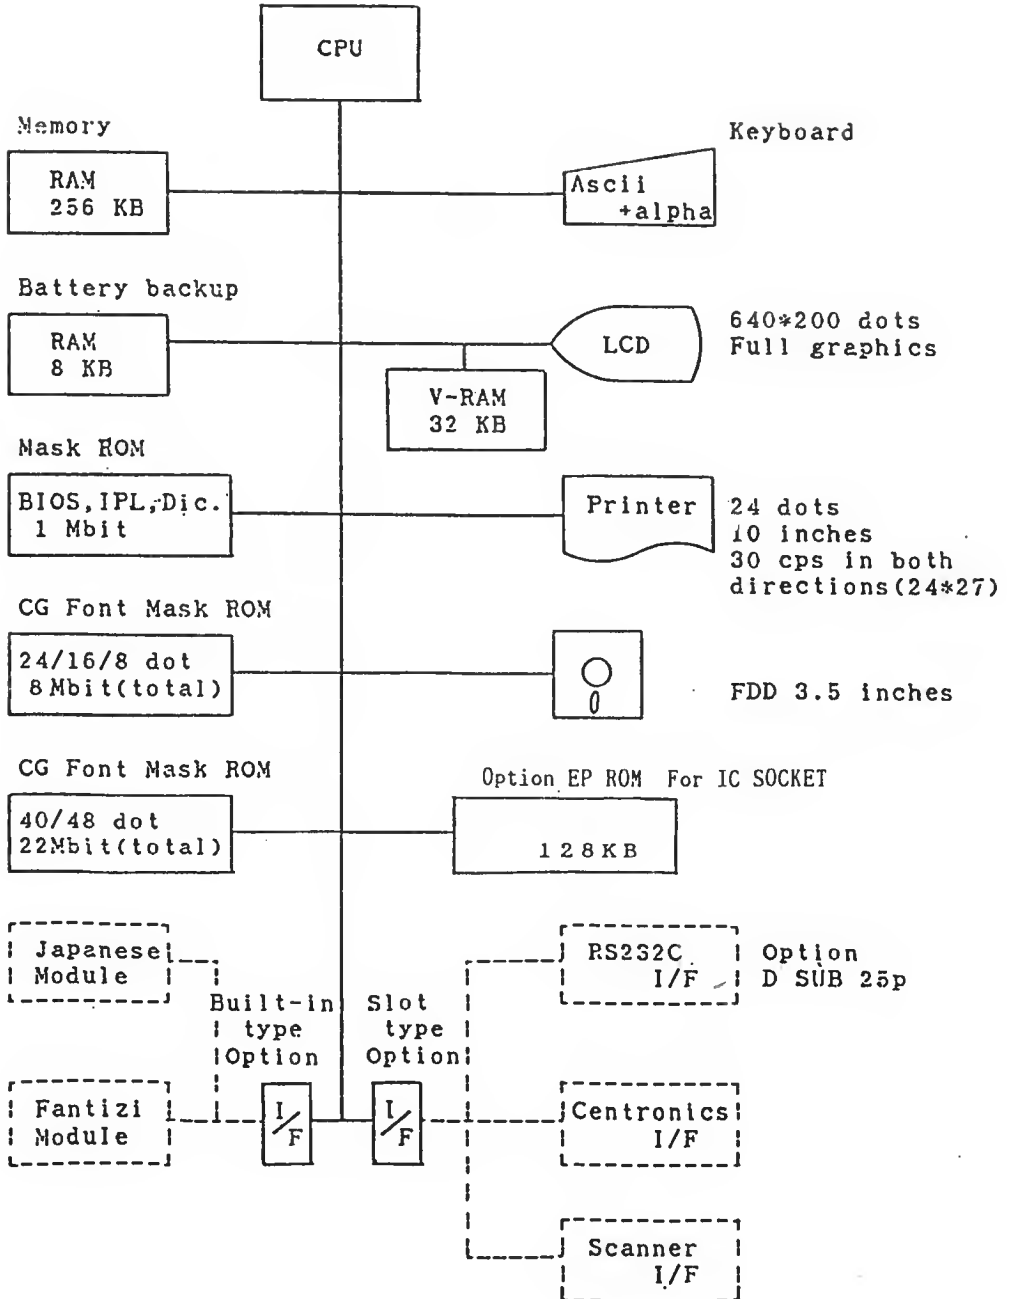 CPU
Memory
Keyboard
RAM
256 KB
Ascii
+alpha
Battery backup
RAM
8 KB
LCD
640*200 dots
Full graphics
V-RAM
32 KB
Mask ROM
BIOS,IPL,Dic.
1 Mbit
Printer
24 dots
10 inches
30 cps in both
directions(24*27)
CG Font Mask ROM
24/16/8 dot
8Mbit(total)
FDD 3.5 inches
CG Font Mask ROM
Option EP ROM For IC SOCKET
40/48 dot
22Mbit(total)
128KB
Japanese
Module
RS232C
I/F
Option
D SUB 25p
Built-in
type
Option
Slot
type
Option
Fantizi
Module
I/F
I/F
Centronics
I/F
Scanner
I/F